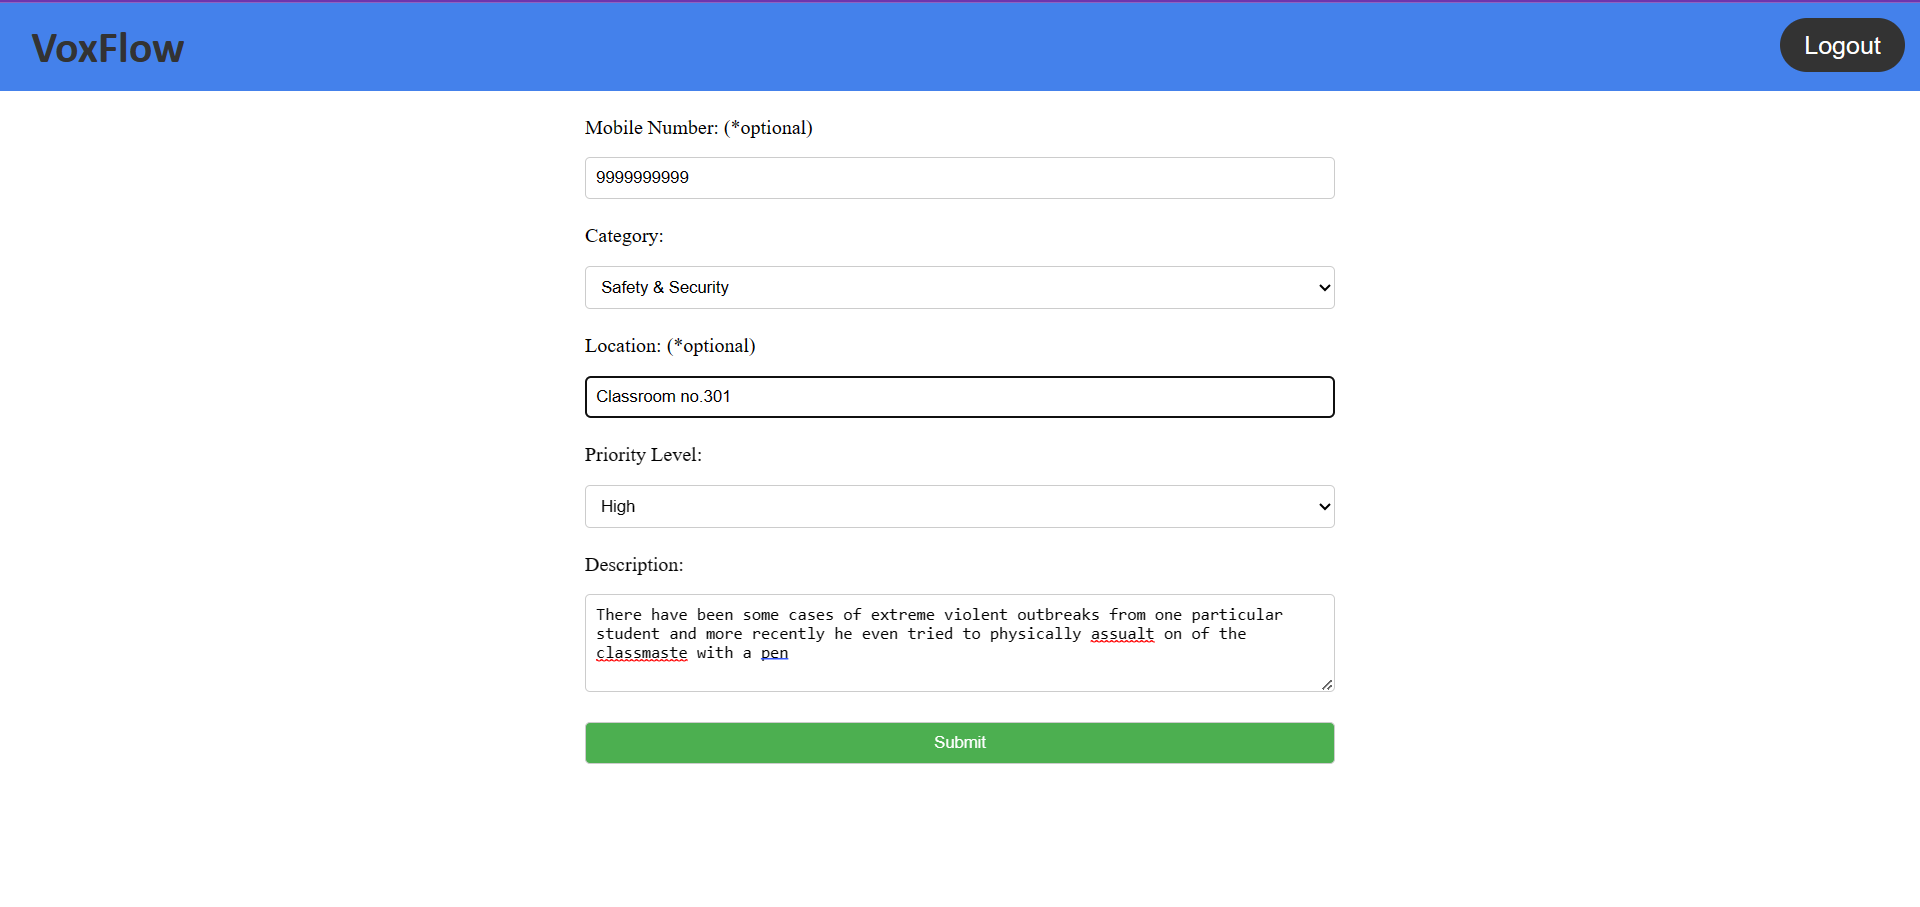 VoxFlow
Logout
Mobile Number: (*optional)
9999999999
Category:
Safety & Security
Location: (*optional)
Classroom no.301
Priority Level:
High
Description:
There have been some cases of extreme violent outbreaks from one particular
student and more recently he even tried to physically assualt on of the
classmaste with a pen
Submit